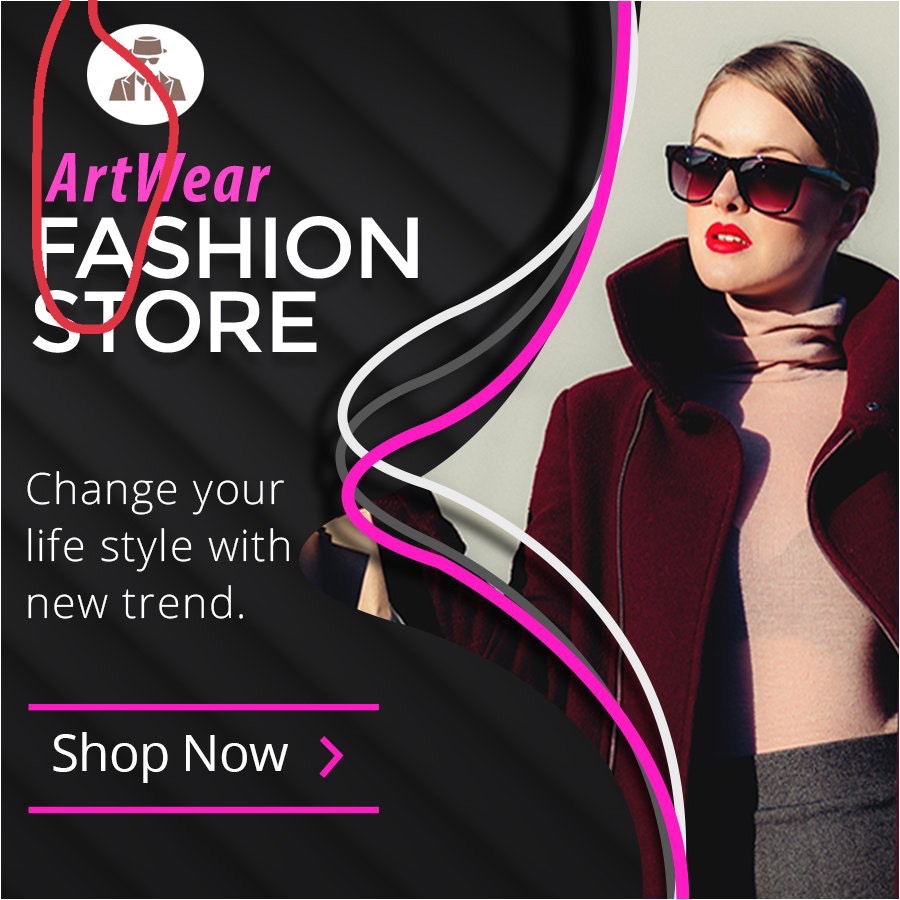 ArtWear
FASHION
STORE
Change your
life style with
new trend.
Shop Now